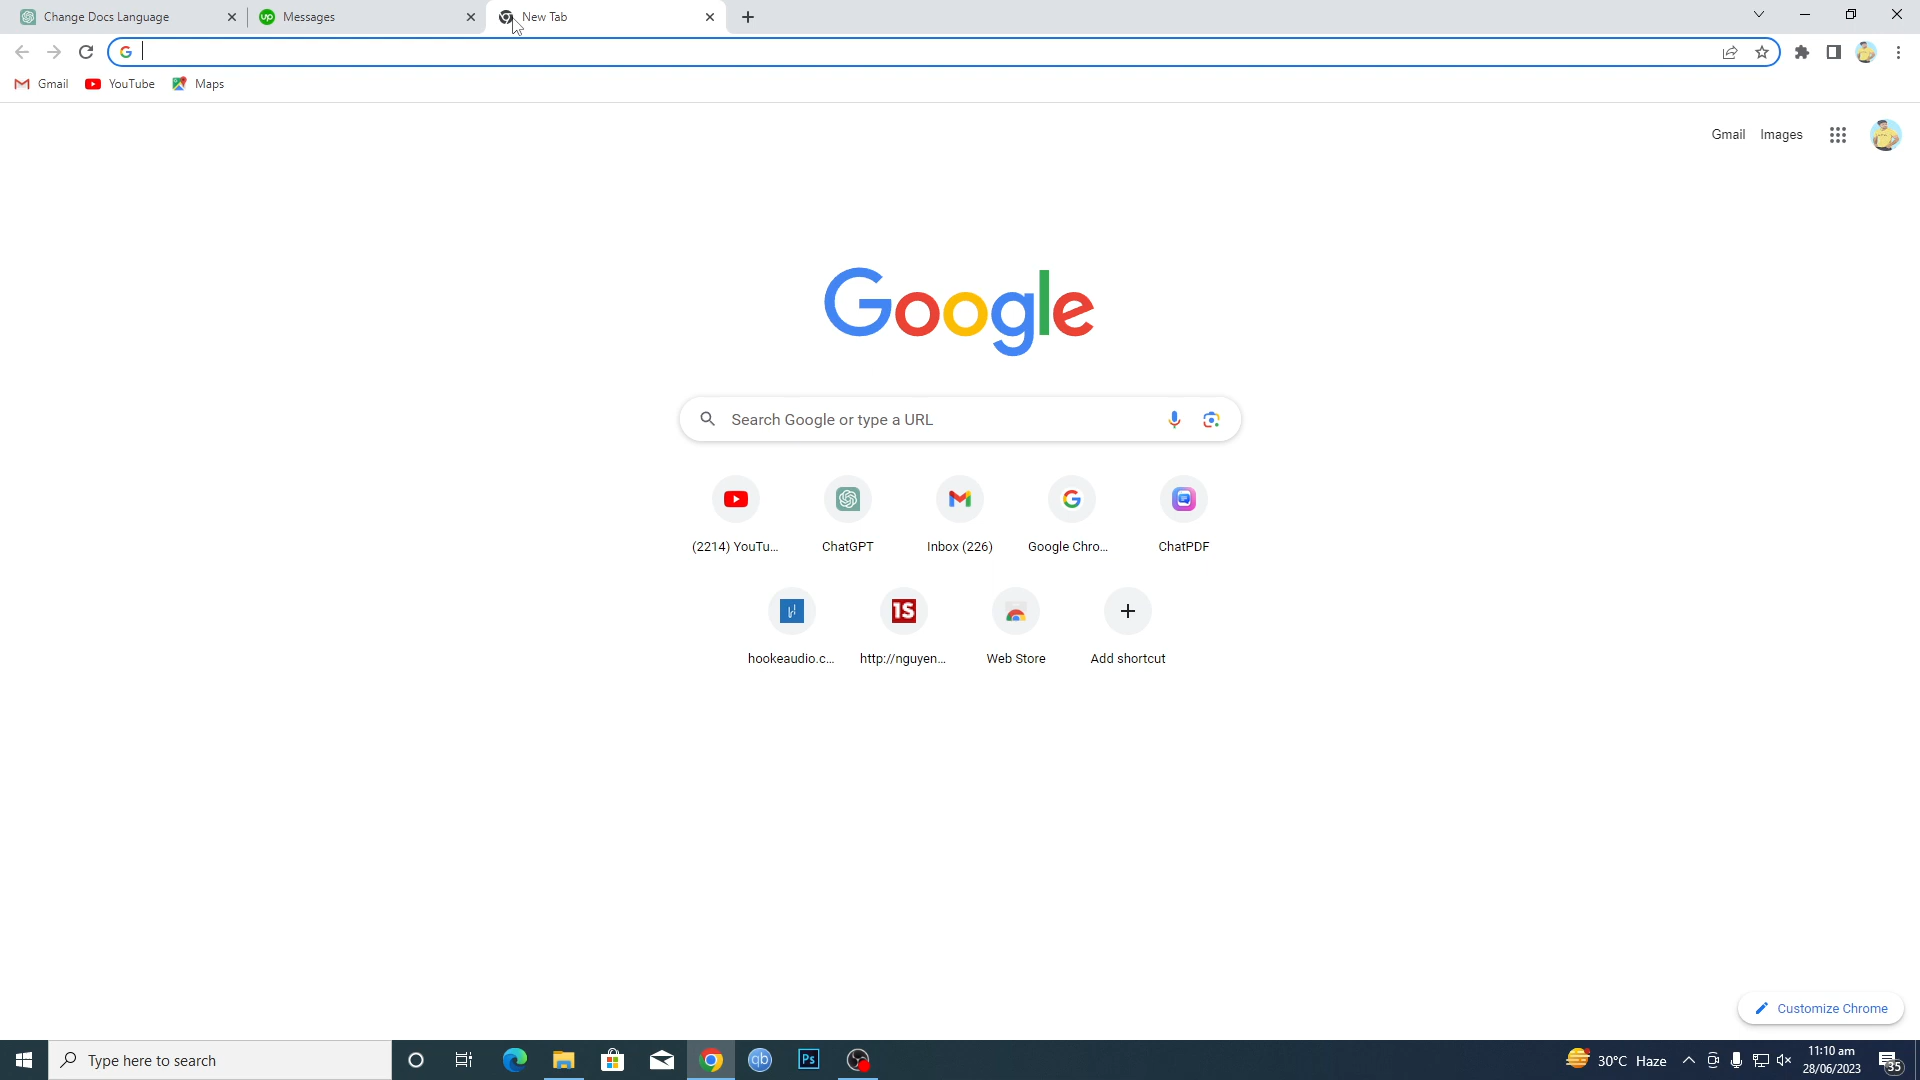 Change Docs Language
Messages
New Tab
Gmail
YouTube
Maps
Gmail
Images
Google
Search Google or type a URL
(2214) YouTu...
ChatGPT
Inbox (226)
Google Chro...
ChatPDF
hookeaudio.c...
http://nguyen...
Web Store
Add shortcut
Customize Chrome
Type here to search
30°C Haze
11:10 am
28/06/2023
35